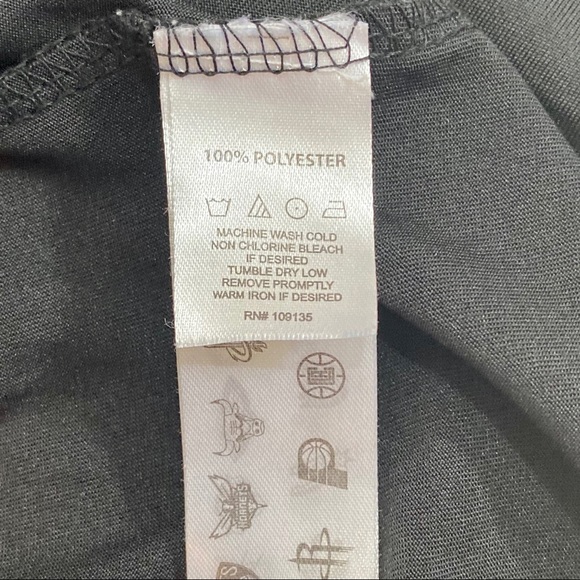 100% POLYESTER
MACHINE WASH COLD
NON CHLORINE BLEACH
IF DESIRED
TUMBLE DRY LOW
REMOVE PROMPTLY
WARM IRON IF DESIRED
RN# 109135
HORNETS